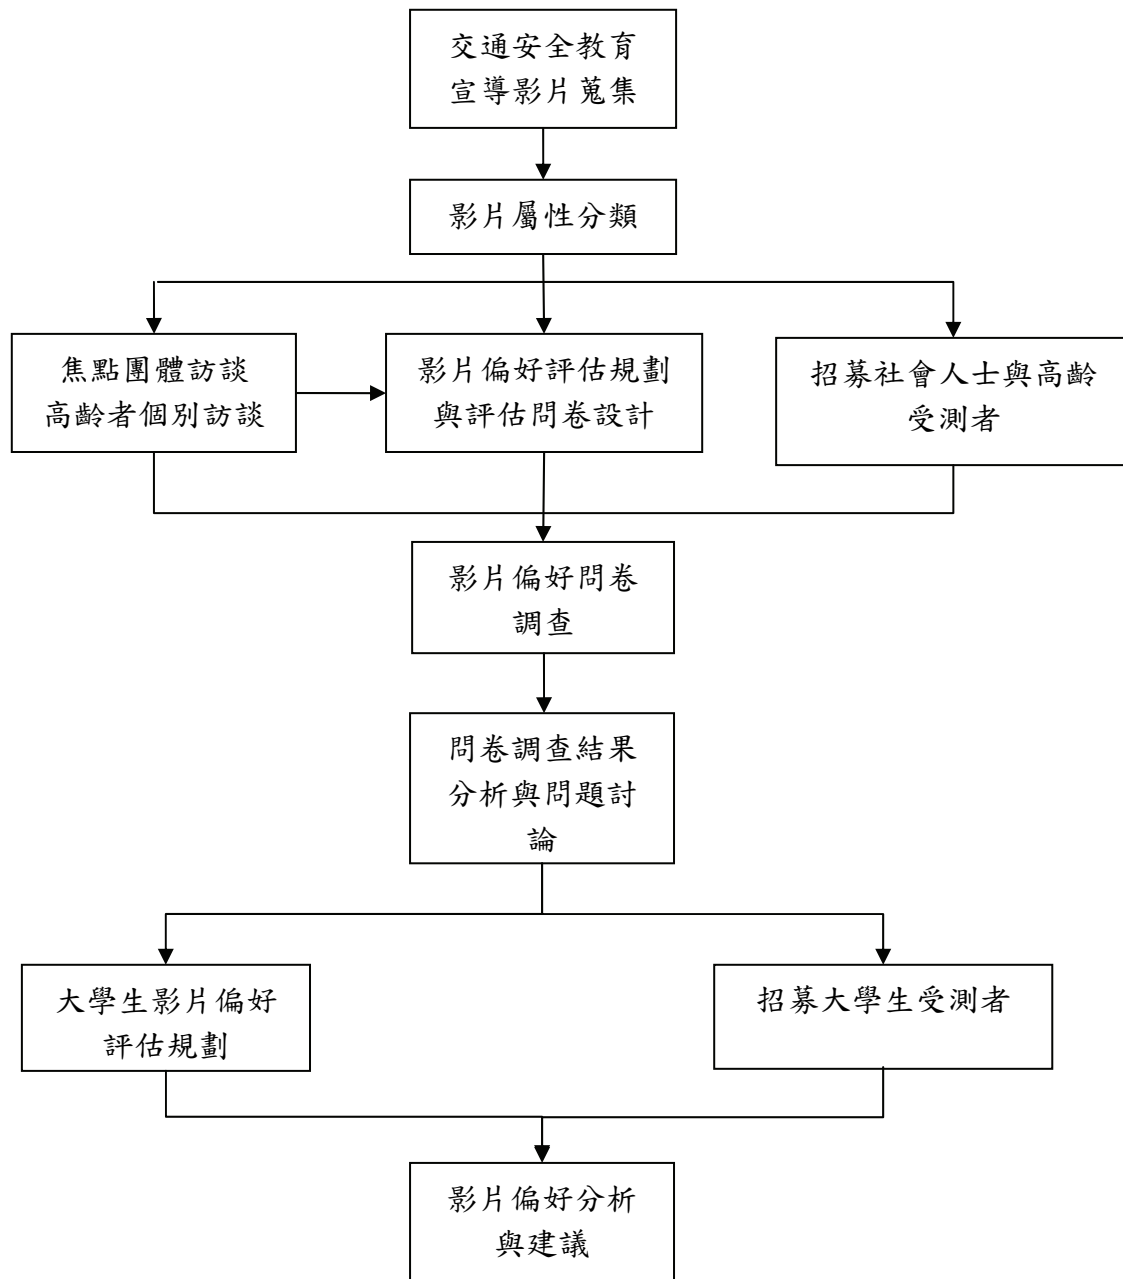 交通安全教育
宣導影片蒐集
影片屬性分類
焦點團體訪談
高齡者個別訪談
影片偏好評估規劃
與評估問卷設計
招募社會人士與高齡
受測者
影片偏好問卷
調查
問卷調查結果
分析與問題討
論
大學生影片偏好
評估規劃
招募大學生受測者
影片偏好分析
與建議